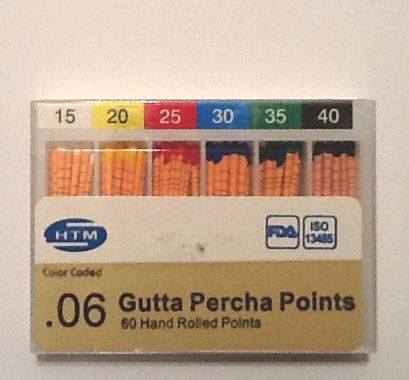 15 20 25 30 35 40
HTM
FDA
ISO
13485
Color Coded
.06 Gutta Percha Points
60 Hand Rolled Points